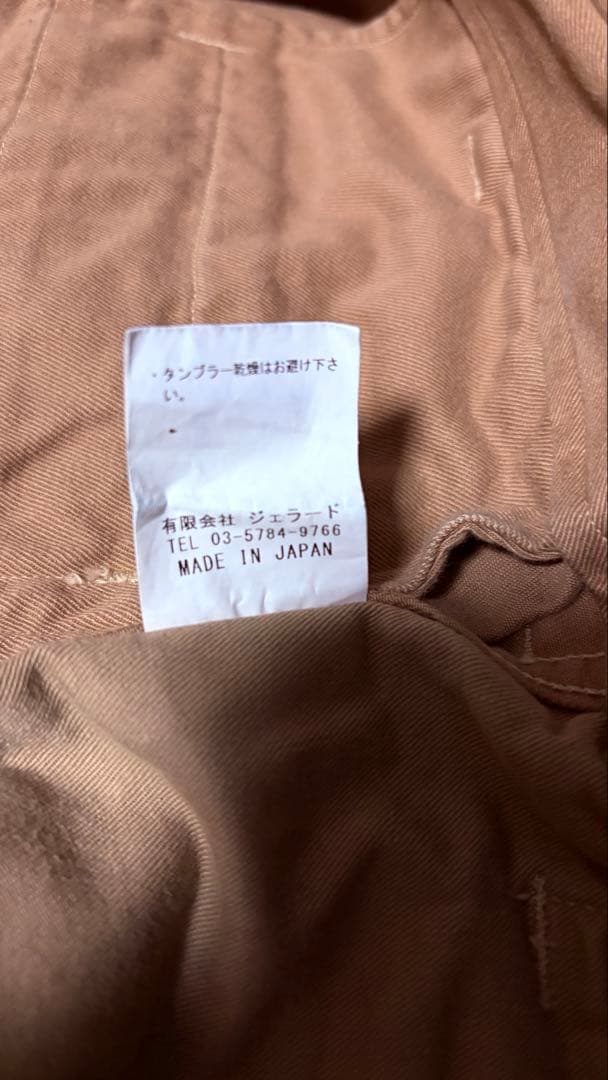 ・タンブラー乾燥はお避け下さ
い。
・
有限会社 ジェラード
TEL 03-5784-9766
MADE IN JAPAN